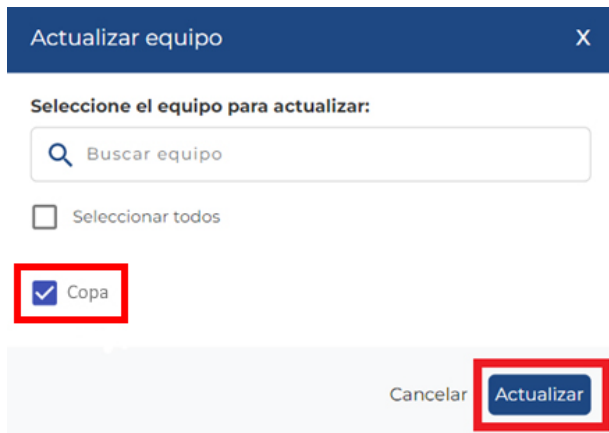 Actualizar equipo X
Seleccione el equipo para actualizar:
Buscar equipo
Seleccionar todos
Copa
Cancelar Actualizar